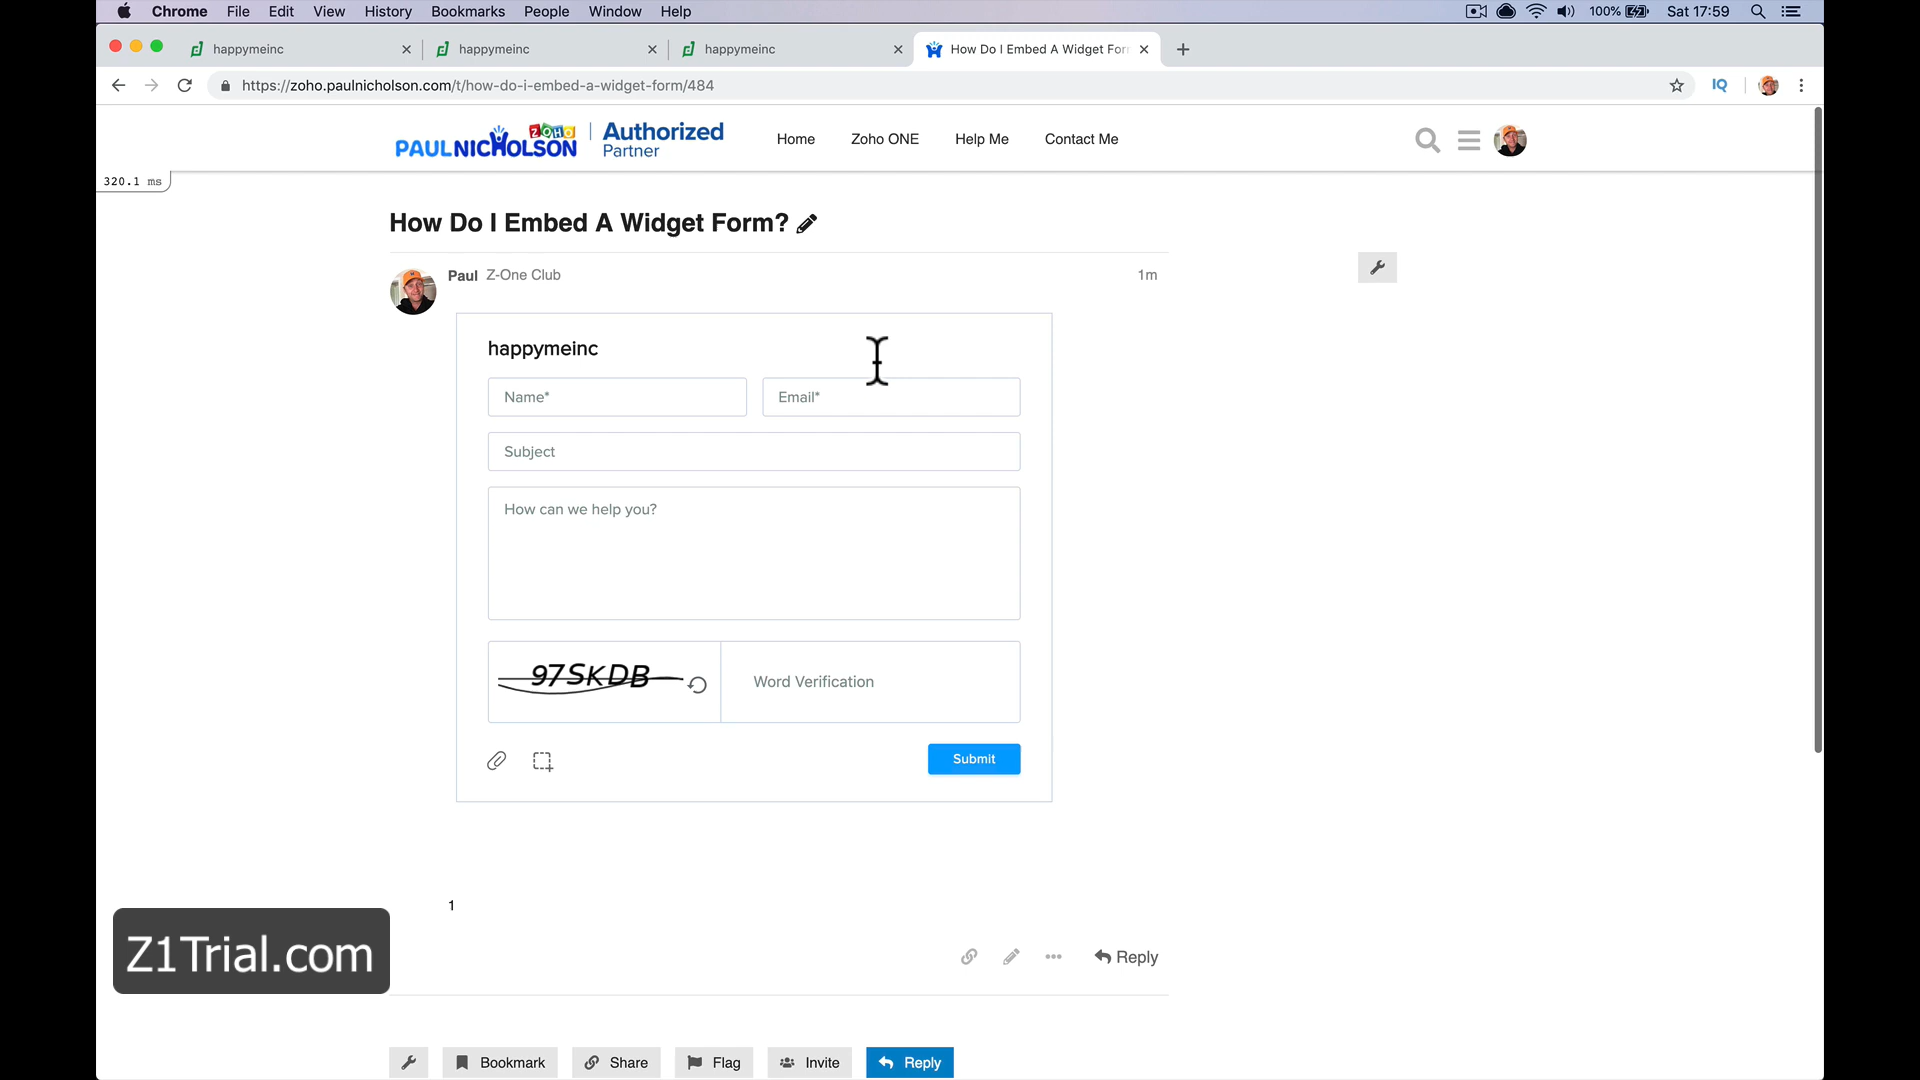 Chrome File Edit View History Bookmarks People Window Help 100% Sat 17:59
happymeinc happymeinc happymeinc How Do I Embed A Widget For
https://zoho.paulnicholson.com/t/how-do-i-embed-a-widget-form/484 IQ
PAULNICHOLSON ZOHO Authorized Partner Home Zoho ONE Help Me Contact Me
320.1 ms
How Do I Embed A Widget Form?
Paul Z-One Club 1m
happymeinc
Name* Email*
Subject
How can we help you?
97SKDB Word Verification
Submit
1
Z1Trial.com
Reply
Bookmark Share Flag Invite Reply